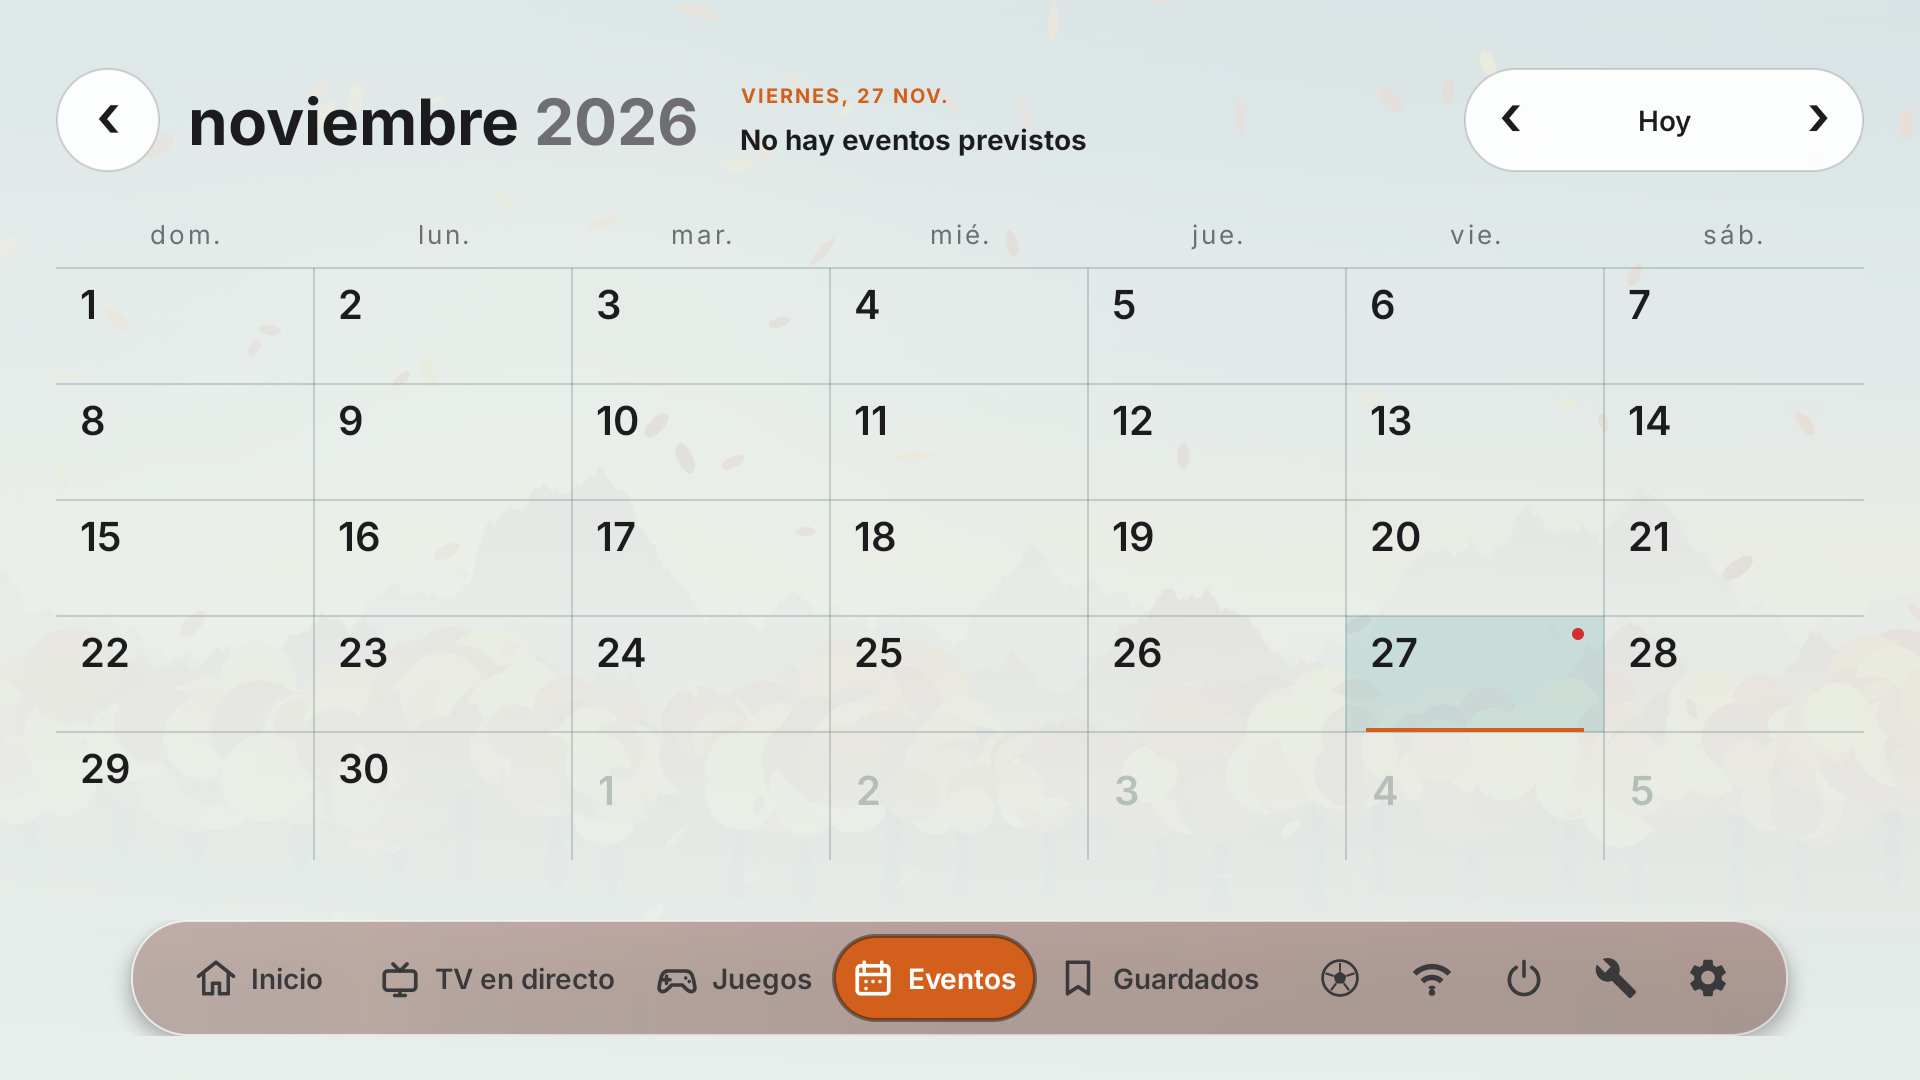 noviembre 2026
VIERNES, 27 NOV.
No hay eventos previstos
Hoy
dom. lun. mar. mié. jue. vie. sáb.
1 2 3 4 5 6 7
8 9 10 11 12 13 14
15 16 17 18 19 20 21
22 23 24 25 26 27 28
29 30 1 2 3 4 5
Inicio TV en directo Juegos Eventos Guardados